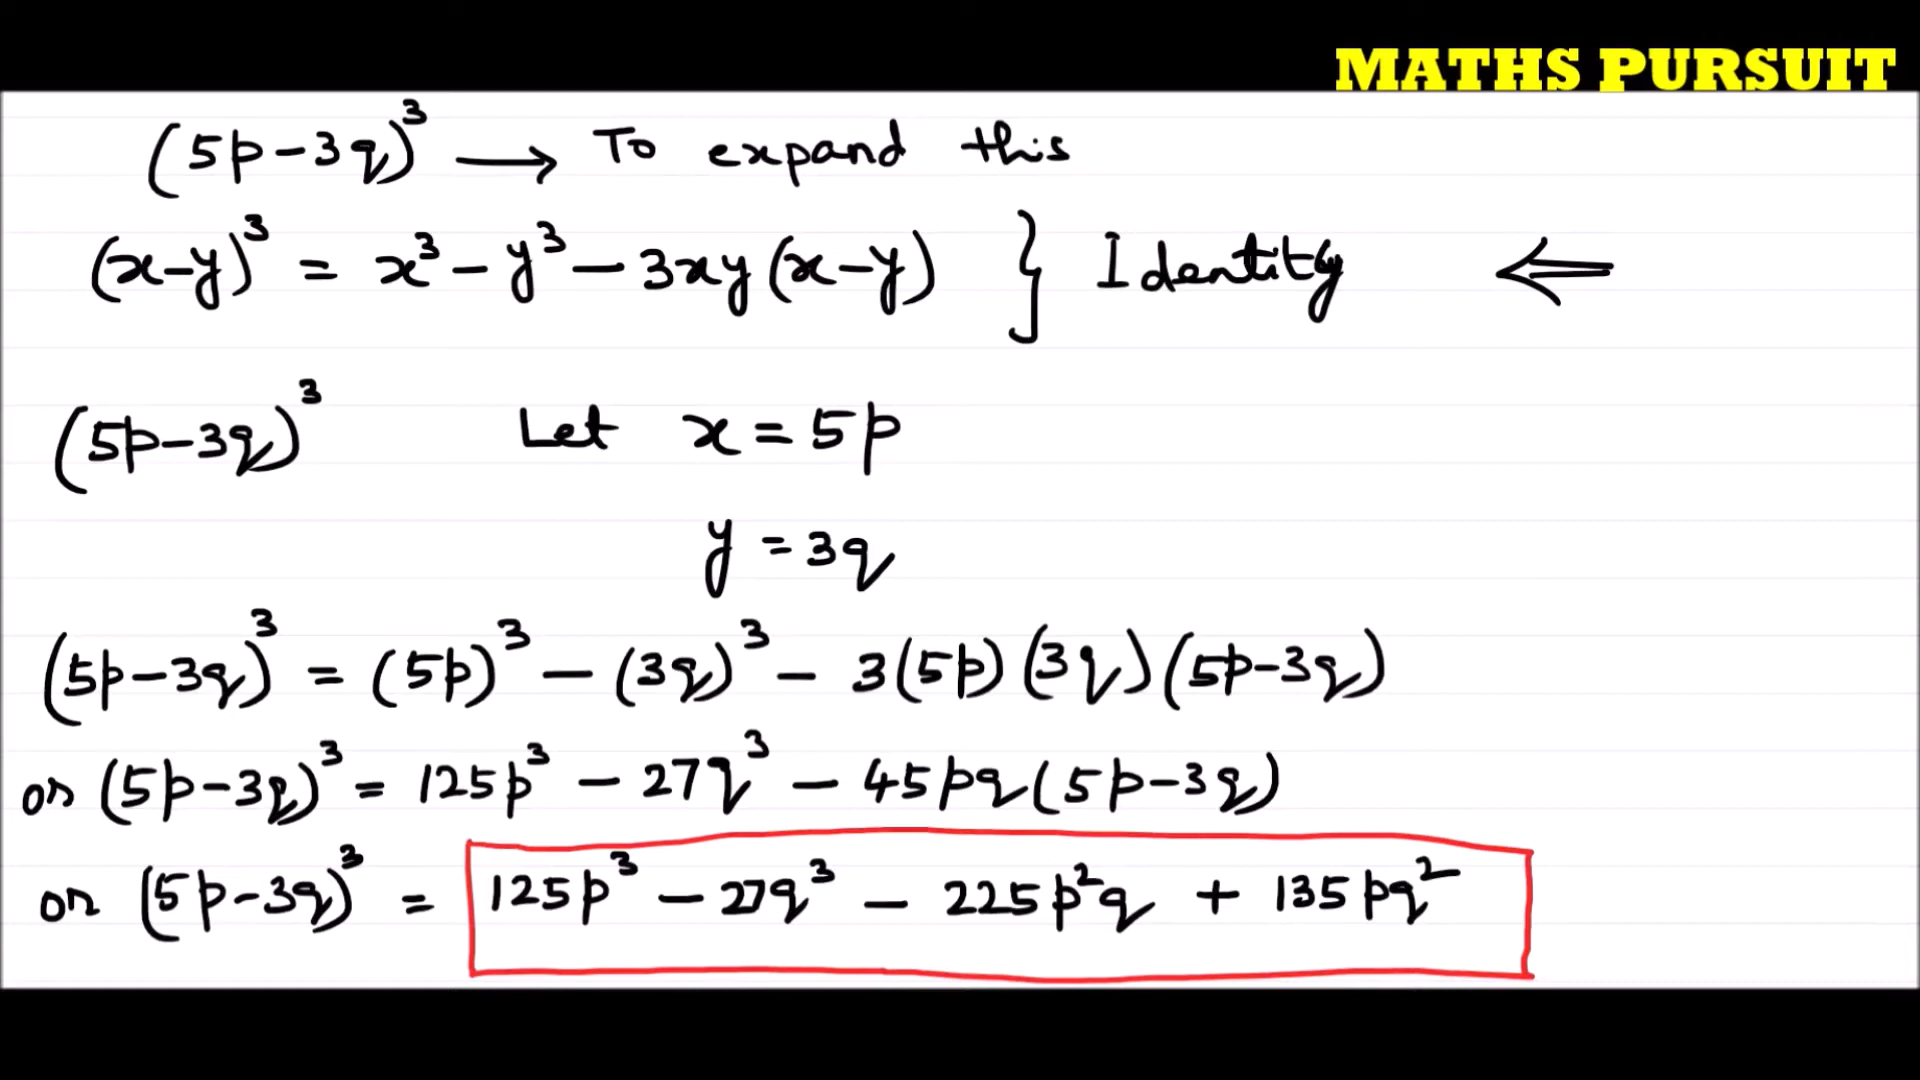 MATHS PURSUIT
(5p-3q)³ → To expand this
(x-y)³ = x³ - y³ - 3xy(x-y) } Identity ⇐
(5p-3q)³ Let x = 5p
y = 3q
(5p-3q)³ = (5p)³ - (3q)³ - 3(5p)(3q)(5p-3q)
or (5p-3q)³ = 125p³ - 27q³ - 45pq(5p-3q)
or (5p-3q)³ = 125p³ - 27q³ - 225p²q + 135pq²